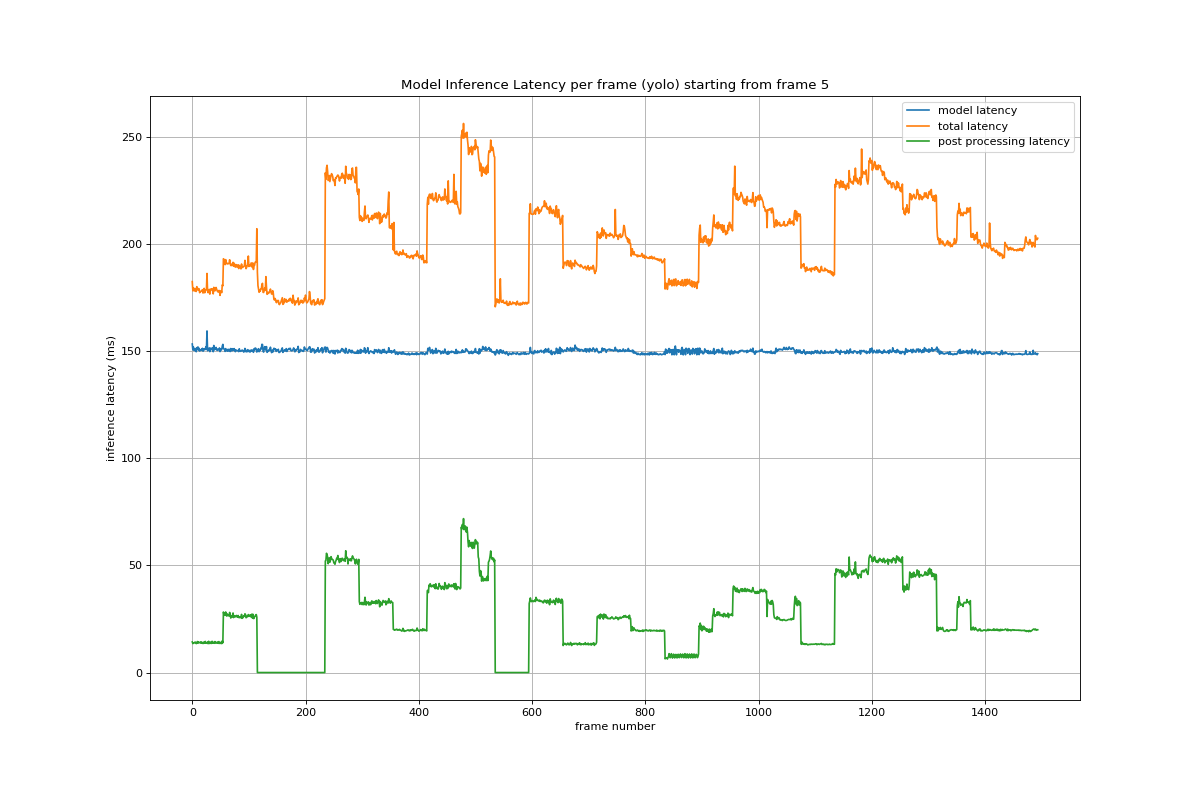 Model Inference Latency per frame (yolo) starting from frame 5
model latency
total latency
post processing latency
250
200
150
100
50
0
inference latency (ms)
0 200 400 600 800 1000 1200 1400
frame number